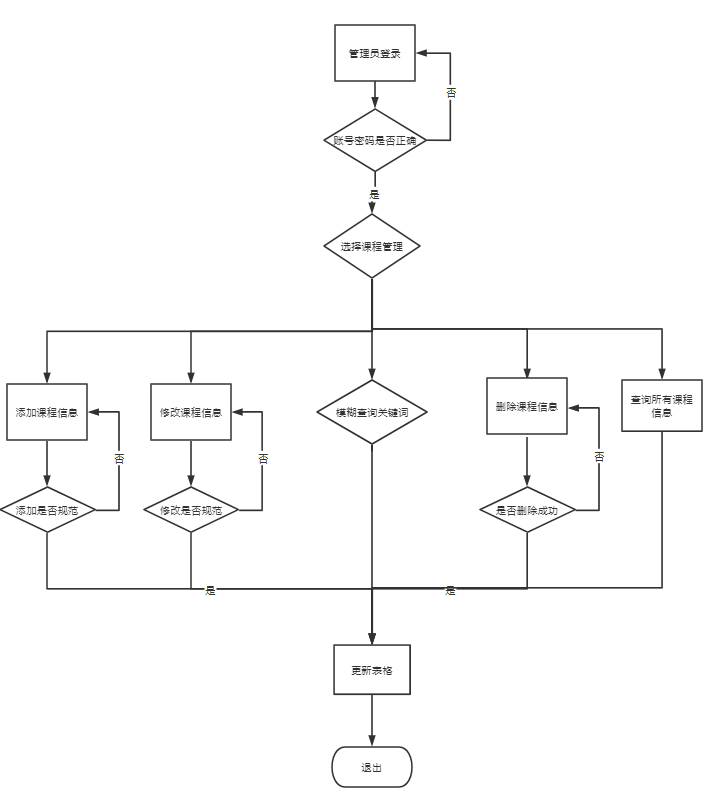 管理员登录
否
账号密码是否正确
是
选择课程管理
添加课程信息
修改课程信息
模糊查询关键词
删除课程信息
查询所有课程
信息
否
否
否
添加是否规范
修改是否规范
是否删除成功
是
是
更新表格
退出